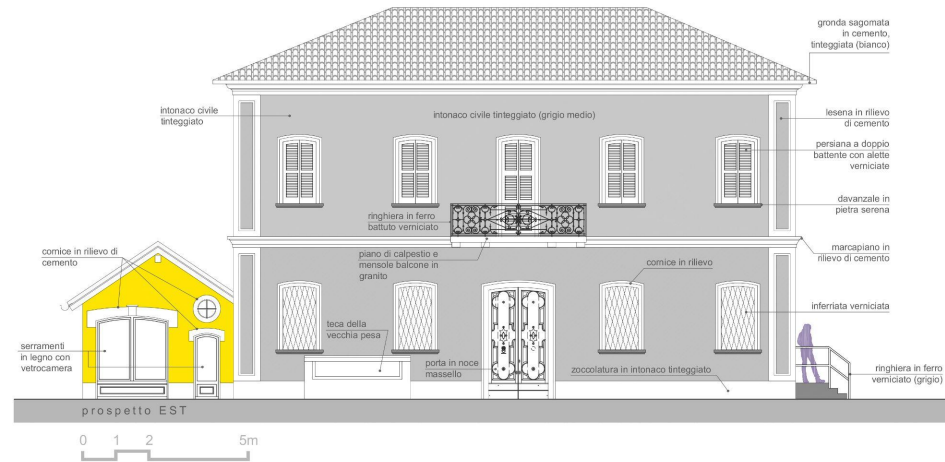 gronda sagomata
in cemento,
tinteggiata (bianco)
intonaco civile
tinteggiato
intonaco civile tinteggiato (grigio medio)
lesena in rilievo
di cemento
persiana a doppio
battente con alette
verniciate
davanzale in
pietra serena
ringhiera in ferro
battuto verniciato
marcapiano in
rilievo di cemento
cornice in rilievo di
cemento
piano di calpestio e
mensole balcone in
granito
cornice in rilievo
inferriata verniciata
teca della
vecchia pesa
serramenti
in legno con
vetrocamera
porta in noce
massello
zoccolatura in intonaco tinteggiato
ringhiera in ferro
verniciato (grigio)
prospetto EST
0 1 2 5m